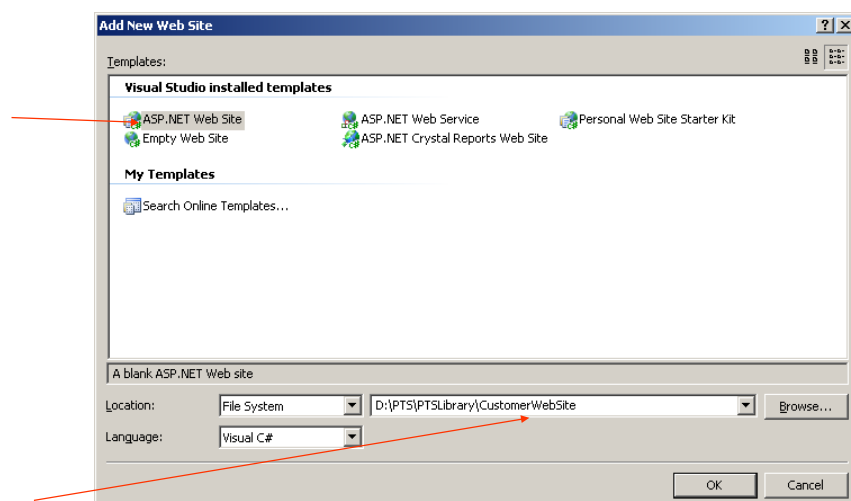 Add New Web Site
Templates:
Visual Studio installed templates
ASP.NET Web Site
ASP.NET Web Service
Personal Web Site Starter Kit
Empty Web Site
ASP.NET Crystal Reports Web Site
My Templates
Search Online Templates...
A blank ASP.NET Web site
Location:
File System
D:\PTS\PTSLibrary\CustomerWebSite
Browse...
Language:
Visual C#
OK
Cancel